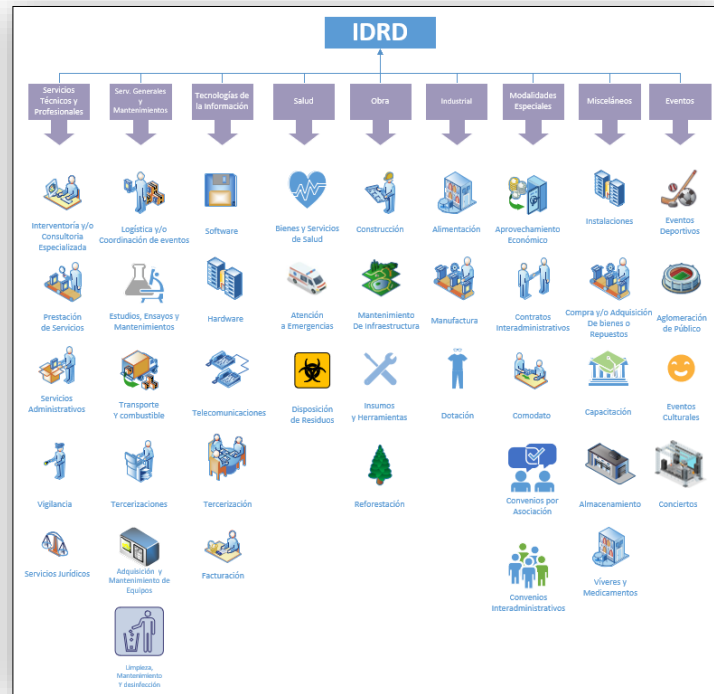 IDRD
Servicios
Técnicos y
Profesionales
Serv. Generales
y
Mantenimientos
Tecnologías de
la Información
Salud
Obra
Industrial
Modalidades
Especiales
Misceláneos
Eventos
Interventoría y/o
Consultoria
Especializada
Logística y/o
Coordinación de eventos
Software
Bienes y Servicios
de Salud
Construcción
Alimentación
Aprovechamiento
Económico
Instalaciones
Eventos
Deportivos
Prestación
de Servicios
Estudios, Ensayos y
Mantenimientos
Hardware
Atención
a Emergencias
Mantenimiento
De Infraestructura
Manufactura
Contratos
Interadministrativos
Compra y/o Adquisición
De bienes o
Repuestos
Aglomeración
de Público
Servicios
Administrativos
Transporte
Y combustible
Telecomunicaciones
Disposición
de Residuos
Insumos
y Herramientas
Dotación
Comodato
Capacitación
Eventos
Culturales
Vigilancia
Tercerizaciones
Tercerización
Reforestación
Convenios por
Asociación
Almacenamiento
Conciertos
Servicios Jurídicos
Adquisición y
Mantenimiento de
Equipos
Facturación
Convenios
Interadministrativos
Víveres y
Medicamentos
Limpieza,
Mantenimiento
Y desinfección